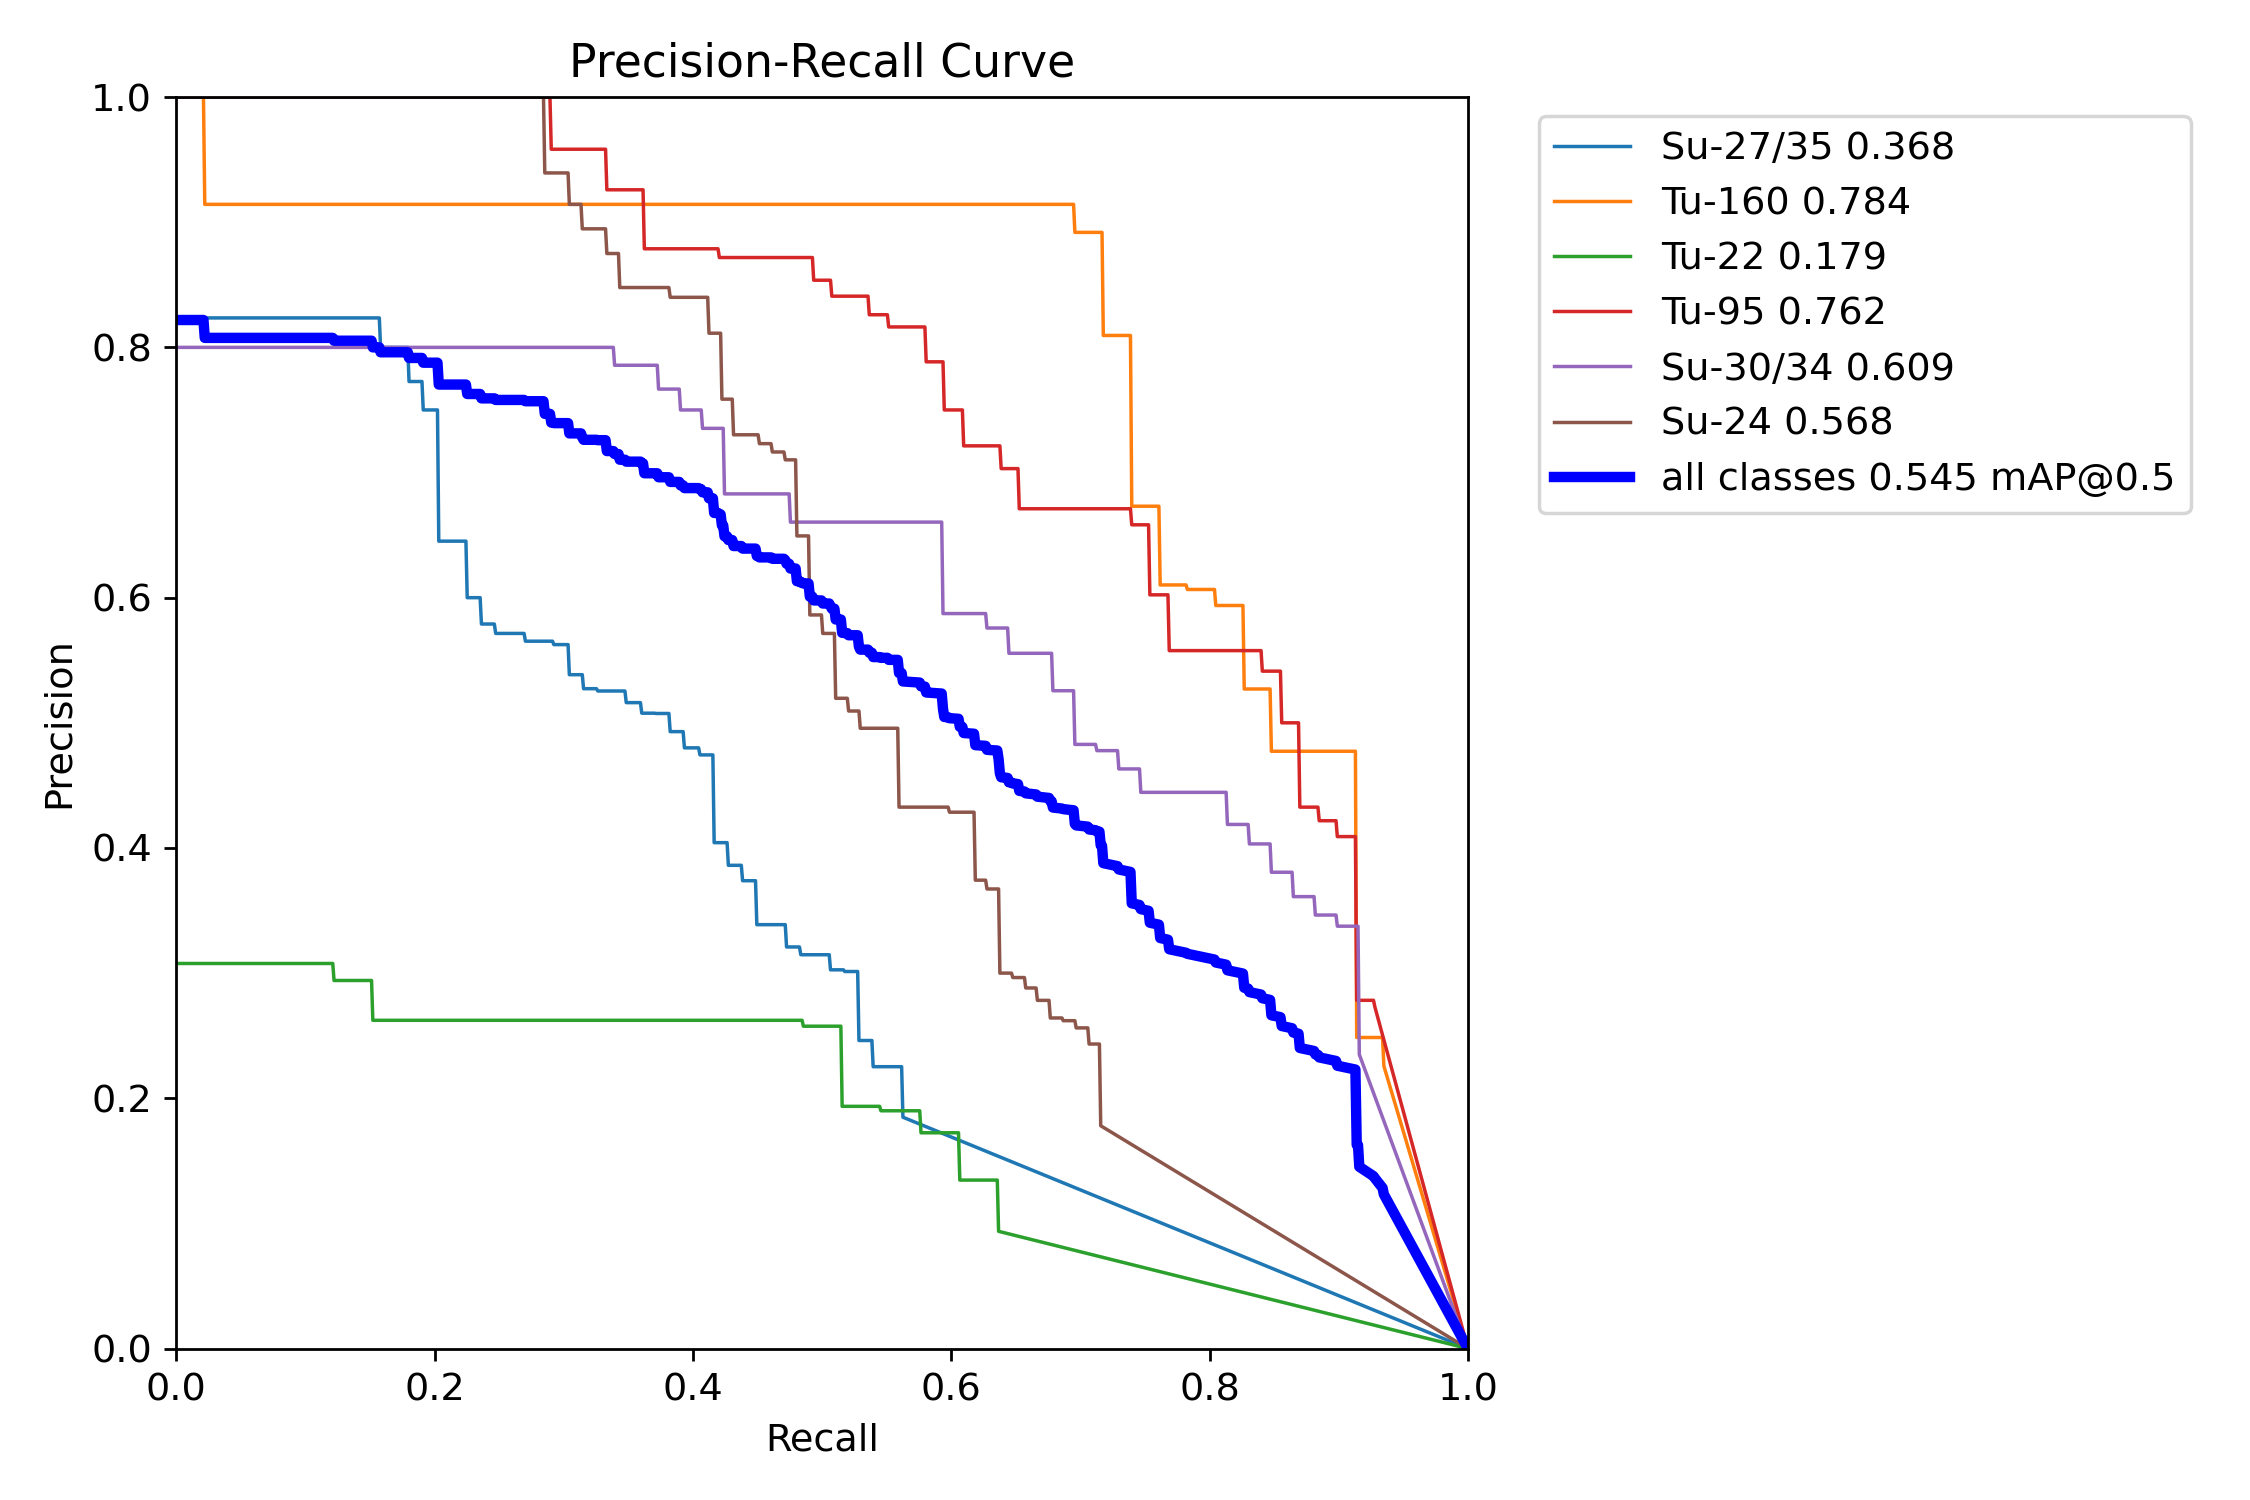 Precision-Recall Curve
1.0
0.8
0.6
0.4
0.2
0.0
Precision
0.0 0.2 0.4 0.6 0.8 1.0
Recall
Su-27/35 0.368
Tu-160 0.784
Tu-22 0.179
Tu-95 0.762
Su-30/34 0.609
Su-24 0.568
all classes 0.545 mAP@0.5